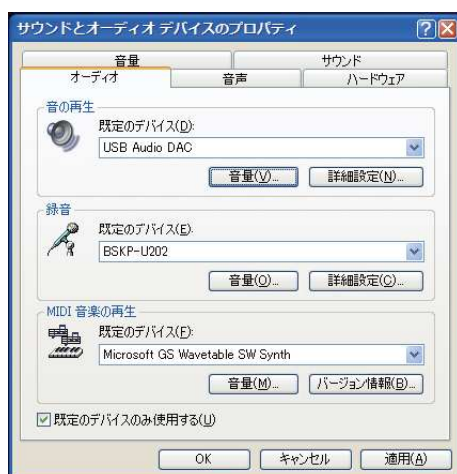 サウンドとオーディオ デバイスのプロパティ
音量 サウンド
オーディオ 音声 ハードウェア
音の再生
既定のデバイス(D):
USB Audio DAC
音量(V)... 詳細設定(N)...
録音
既定のデバイス(E):
BSKP-U202
音量(O)... 詳細設定(C)...
MIDI 音楽の再生
既定のデバイス(F):
Microsoft GS Wavetable SW Synth
音量(M)... バージョン情報(B)...
既定のデバイスのみ使用する(U)
OK キャンセル 適用(A)